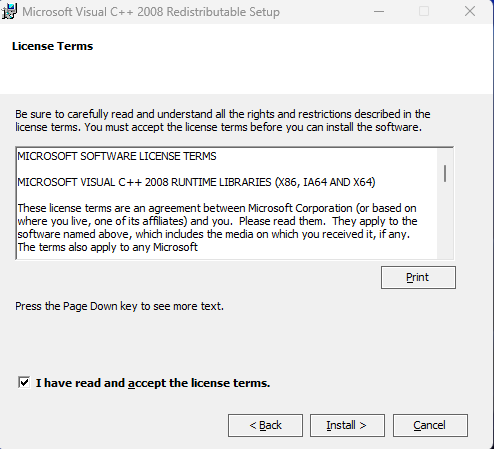 Microsoft Visual C++ 2008 Redistributable Setup
License Terms
Be sure to carefully read and understand all the rights and restrictions described in the
license terms. You must accept the license terms before you can install the software.
MICROSOFT SOFTWARE LICENSE TERMS
MICROSOFT VISUAL C++ 2008 RUNTIME LIBRARIES (X86, IA64 AND X64)
These license terms are an agreement between Microsoft Corporation (or based on
where you live, one of its affiliates) and you.  Please read them.  They apply to the
software named above, which includes the media on which you received it, if any.
The terms also apply to any Microsoft
Print
Press the Page Down key to see more text.
I have read and accept the license terms.
< Back
Install >
Cancel